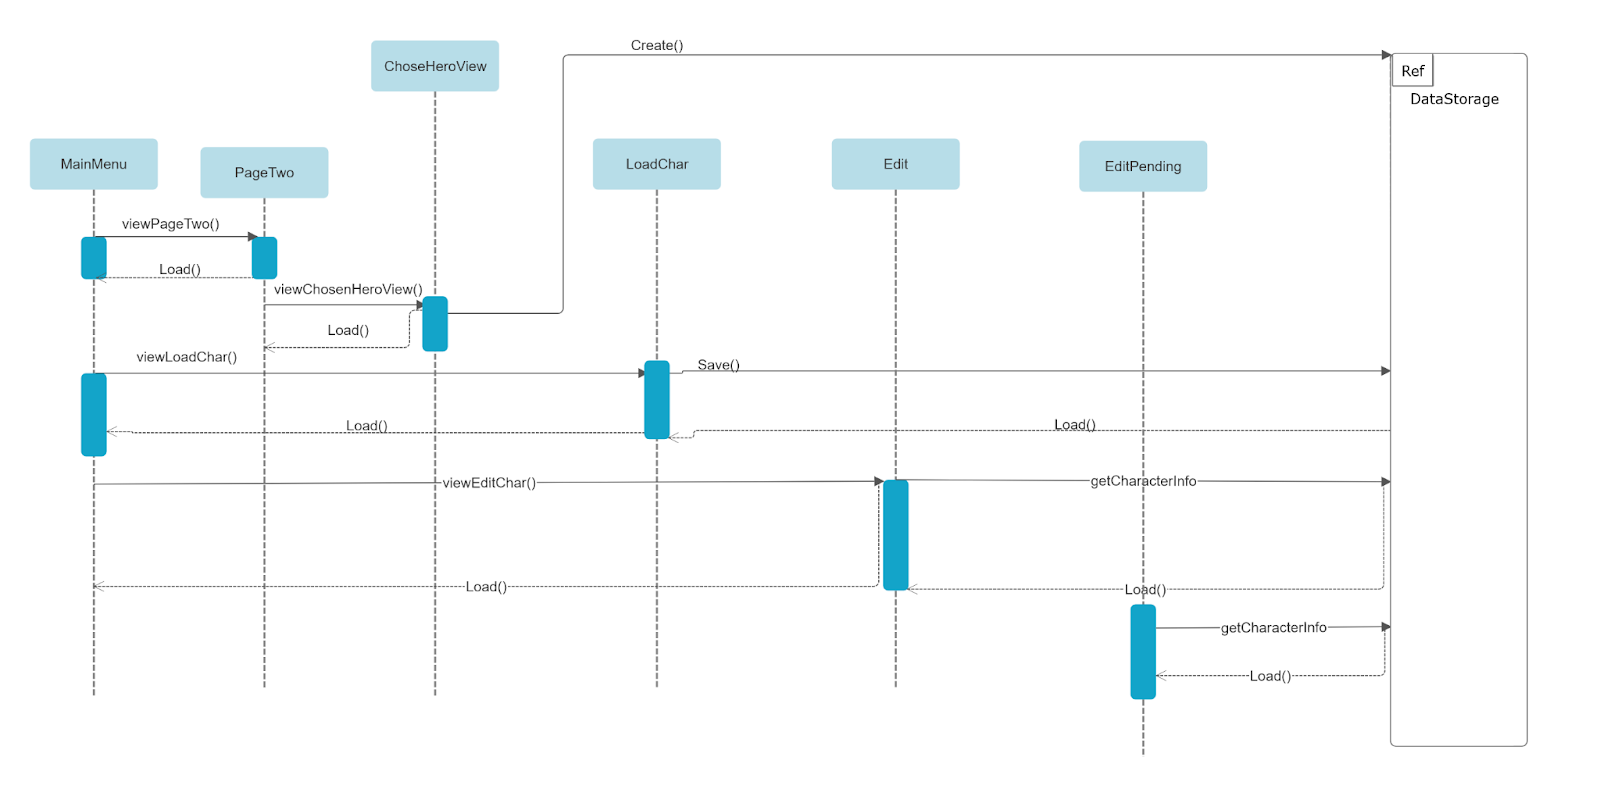 Create()
ChoseHeroView
Ref
DataStorage
MainMenu
PageTwo
LoadChar
Edit
EditPending
viewPageTwo()
Load()
viewChosenHeroView()
Load()
viewLoadChar()
Save()
Load()
Load()
viewEditChar()
getCharacterInfo
Load()
Load()
getCharacterInfo
Load()